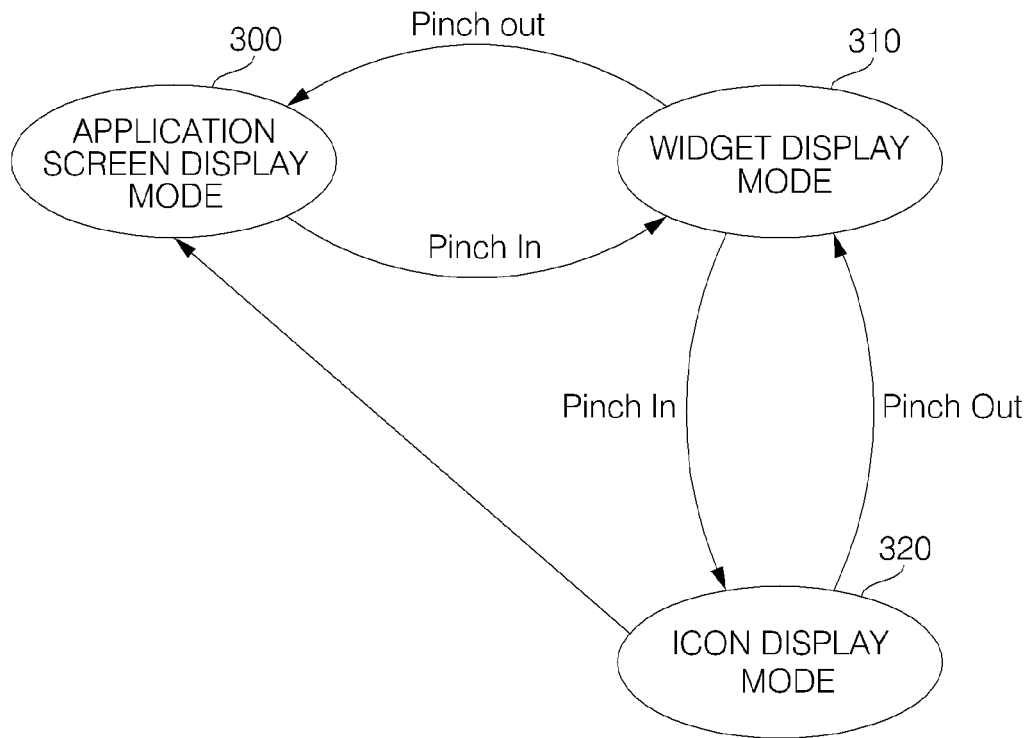 Pinch out
300
310
APPLICATION
SCREEN DISPLAY
MODE
WIDGET DISPLAY
MODE
Pinch In
Pinch In
Pinch Out
320
ICON DISPLAY
MODE